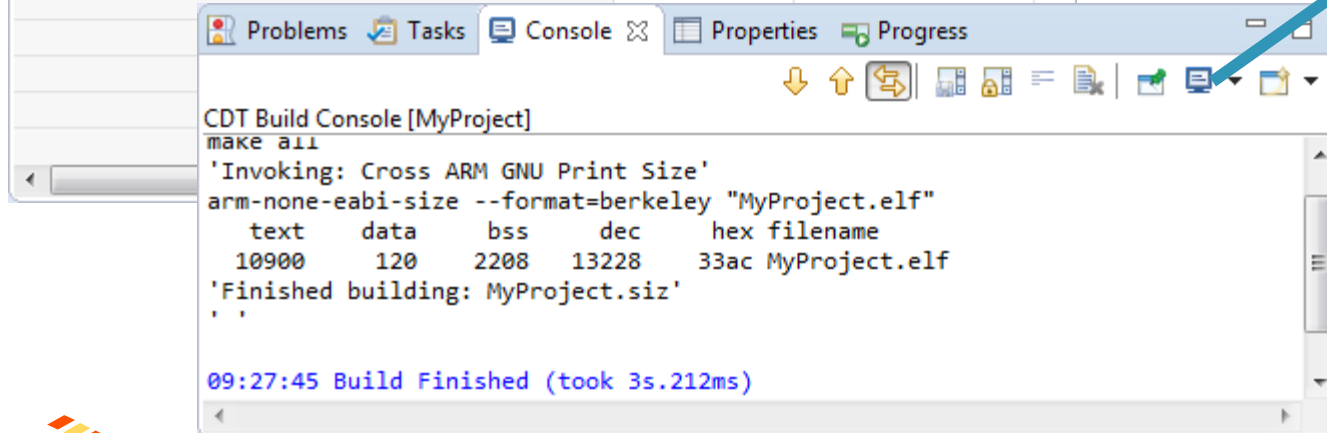 Problems Tasks Console Properties Progress
CDT Build Console [MyProject]
make all
'Invoking: Cross ARM GNU Print Size'
arm-none-eabi-size --format=berkeley "MyProject.elf"
   text    data     bss     dec     hex filename
  10900     120    2208   13228    33ac MyProject.elf
'Finished building: MyProject.siz'
' '
09:27:45 Build Finished (took 3s.212ms)